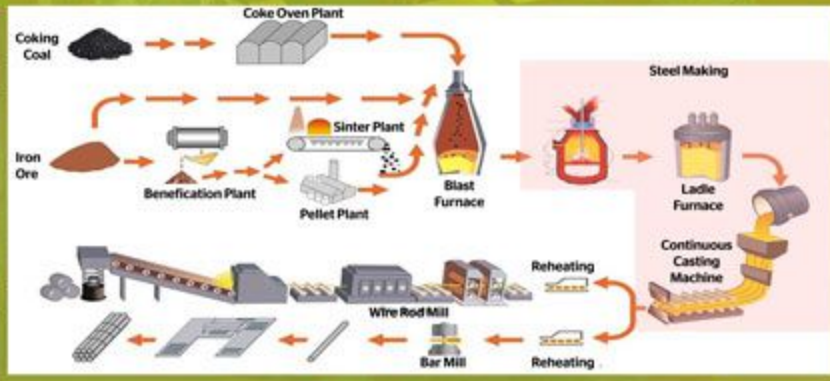 Coke Oven Plant
Coking
Coal
Steel Making
Sinter Plant
Iron
Ore
Benefication Plant
Pellet Plant
Blast
Furnace
Ladle
Furnace
Continuous
Casting
Machine
Reheating
Wire Rod Mill
Bar Mill
Reheating